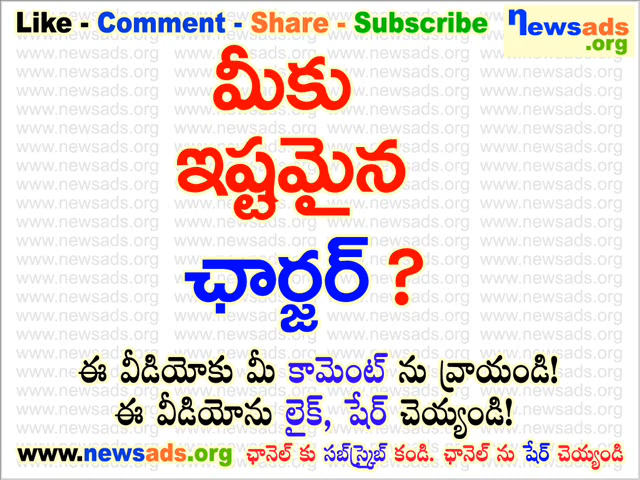 Like - Comment - Share - Subscribe
newsads
.org
మీకు
ఇష్టమైన
ఛార్జర్ ?
ఈ వీడియోకు మీ కామెంట్ ను వ్రాయండి!
ఈ వీడియోను లైక్, షేర్ చెయ్యండి!
www.newsads.org ఛానెల్ కు సబ్‌స్క్రైబ్ కండి. ఛానెల్ ను షేర్ చెయ్యండి